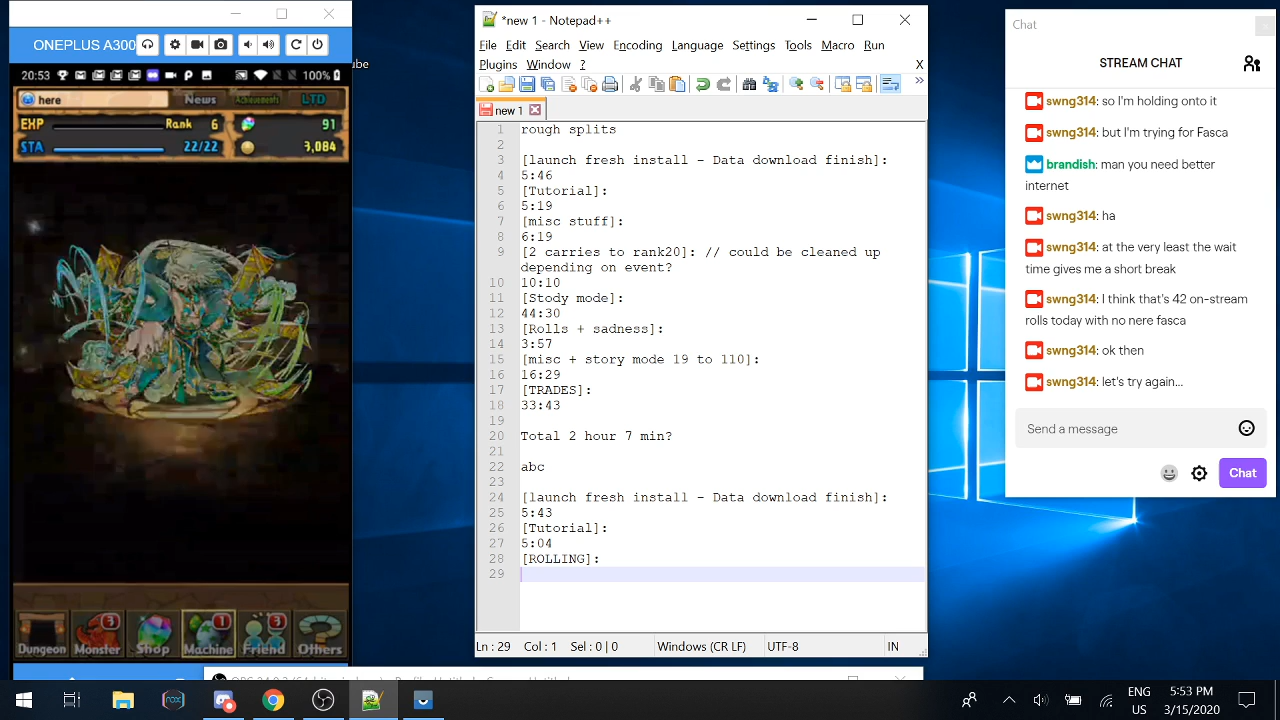 ONEPLUS A300
ube
20:53
100%
here
News
Achievements
LTD
EXP
Rank 6
91
STA
22/22
3,084
3
1
3
Dungeon
Monster
Shop
Machine
Friend
Others
*new 1 - Notepad++
File Edit Search View Encoding Language Settings Tools Macro Run
Plugins Window ? X
new 1
1 rough splits
2
3 [launch fresh install - Data download finish]:
4 5:46
5 [Tutorial]:
6 5:19
7 [misc stuff]:
8 6:19
9 [2 carries to rank20]: // could be cleaned up
depending on event?
10 10:10
11 [Stody mode]:
12 44:30
13 [Rolls + sadness]:
14 3:57
15 [misc + story mode 19 to 110]:
16 16:29
17 [TRADES]:
18 33:43
19
20 Total 2 hour 7 min?
21
22 abc
23
24 [launch fresh install - Data download finish]:
25 5:43
26 [Tutorial]:
27 5:04
28 [ROLLING]:
29
Ln : 29 Col : 1 Sel : 0 | 0 Windows (CR LF) UTF-8 IN
Chat
STREAM CHAT
swng314: so I'm holding onto it
swng314: but I'm trying for Fasca
brandish: man you need better
internet
swng314: ha
swng314: at the very least the wait
time gives me a short break
swng314: I think that's 42 on-stream
rolls today with no nere fasca
swng314: ok then
swng314: let's try again...
Send a message
Chat
ENG
US
5:53 PM
3/15/2020